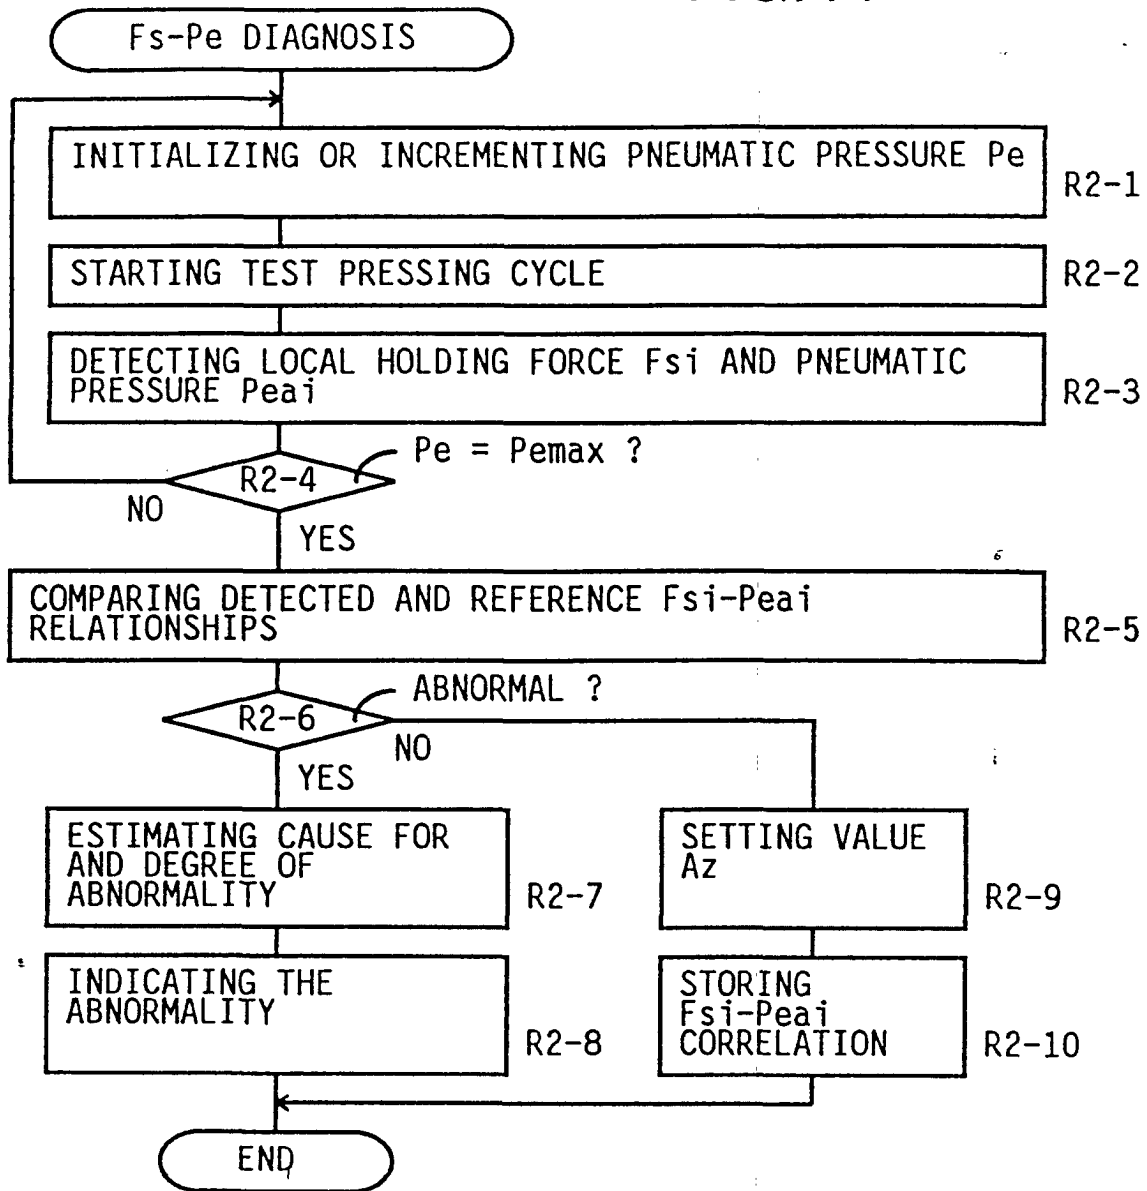 Fs-Pe DIAGNOSIS
INITIALIZING OR INCREMENTING PNEUMATIC PRESSURE Pe
R2-1
STARTING TEST PRESSING CYCLE
R2-2
DETECTING LOCAL HOLDING FORCE Fsi AND PNEUMATIC
PRESSURE Peai
R2-3
Pe = Pemax ?
R2-4
NO
YES
COMPARING DETECTED AND REFERENCE Fsi-Peai
RELATIONSHIPS
R2-5
ABNORMAL ?
R2-6
NO
YES
ESTIMATING CAUSE FOR
AND DEGREE OF
ABNORMALITY
R2-7
SETTING VALUE
Az
R2-9
INDICATING THE
ABNORMALITY
R2-8
STORING
Fsi-Peai
CORRELATION
R2-10
END